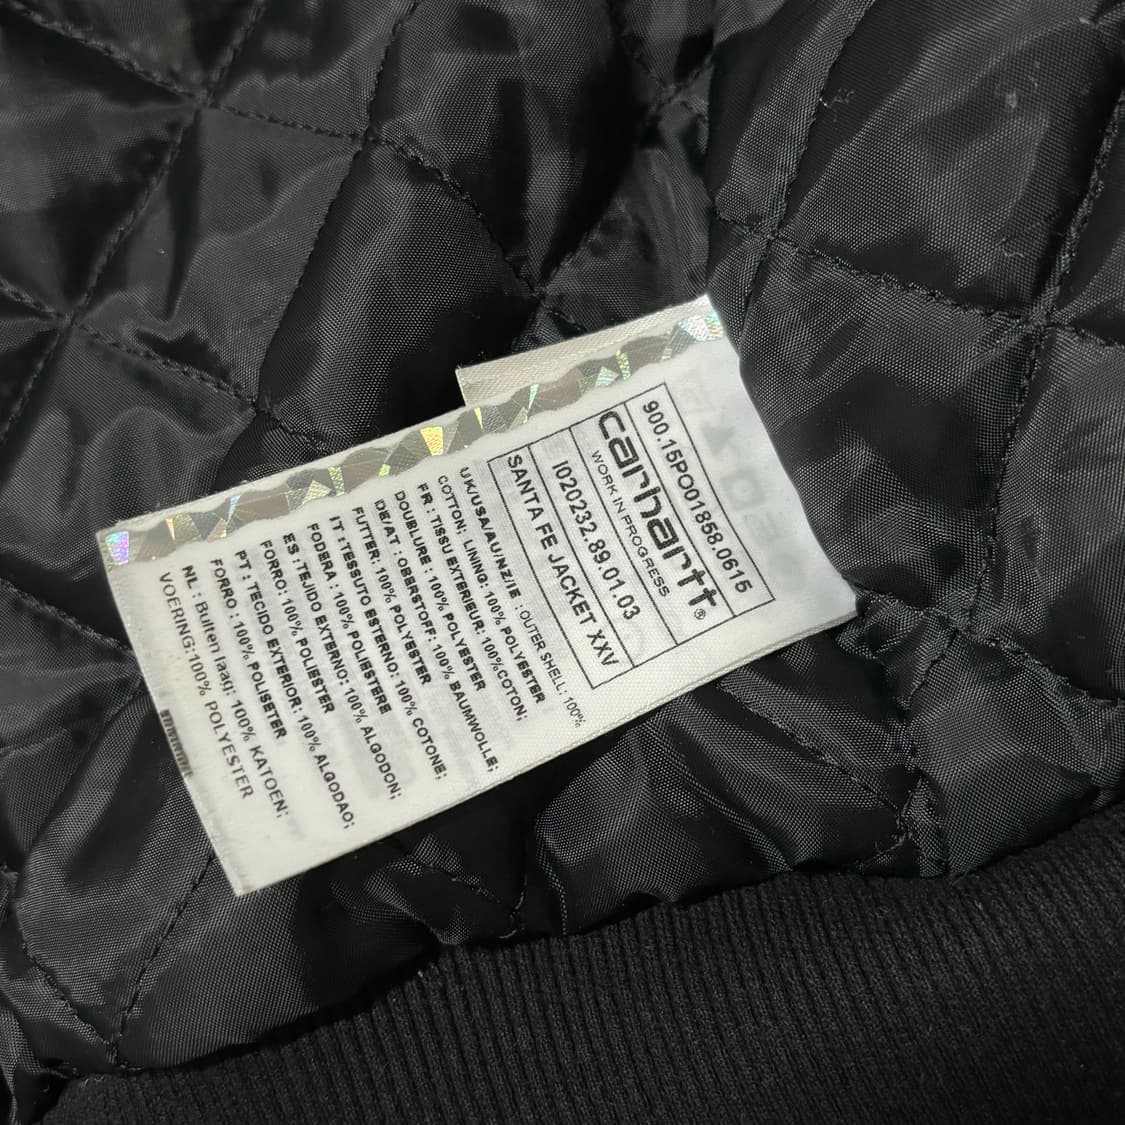 900.15PO01858.0615
carhartt®
WORK IN PROGRESS
I020232.89.01.03
SANTA FE JACKET XXV
UK/USA/AU/NZ/IE : OUTER SHELL: 100%
COTTON; LINING: 100% POLYESTER
FR : TISSU EXTERIEUR: 100%COTON;
DOUBLURE : 100% POLYESTER
DE/AT : OBERSTOFF: 100% BAUMWOLLE;
FUTTER: 100% POLYESTER
IT : TESSUTO ESTERNO: 100% COTONE;
FODERA : 100% POLIESTERE
ES :TEJIDO EXTERNO: 100% ALGODON;
FORRO: 100% POLIESTER
PT : TECIDO EXTERIOR: 100% ALGODAO;
FORRO : 100% POLISETER
NL : Buiten laag: 100% KATOEN;
VOERING:100% POLYESTER